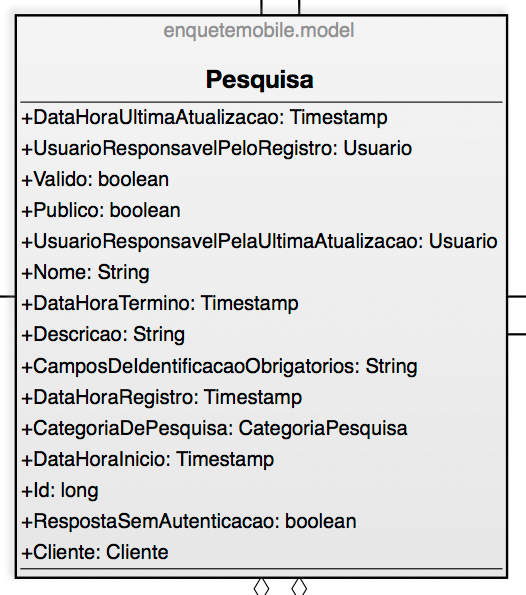 enquetemobile.model
Pesquisa
+DataHoraUltimaAtualizacao: Timestamp
+UsuarioResponsavelPeloRegistro: Usuario
+Valido: boolean
+Publico: boolean
+UsuarioResponsavelPelaUltimaAtualizacao: Usuario
+Nome: String
+DataHoraTermino: Timestamp
+Descricao: String
+CamposDeIdentificacaoObrigatorios: String
+DataHoraRegistro: Timestamp
+CategoriaDePesquisa: CategoriaPesquisa
+DataHoraInicio: Timestamp
+Id: long
+RespostaSemAutenticacao: boolean
+Cliente: Cliente